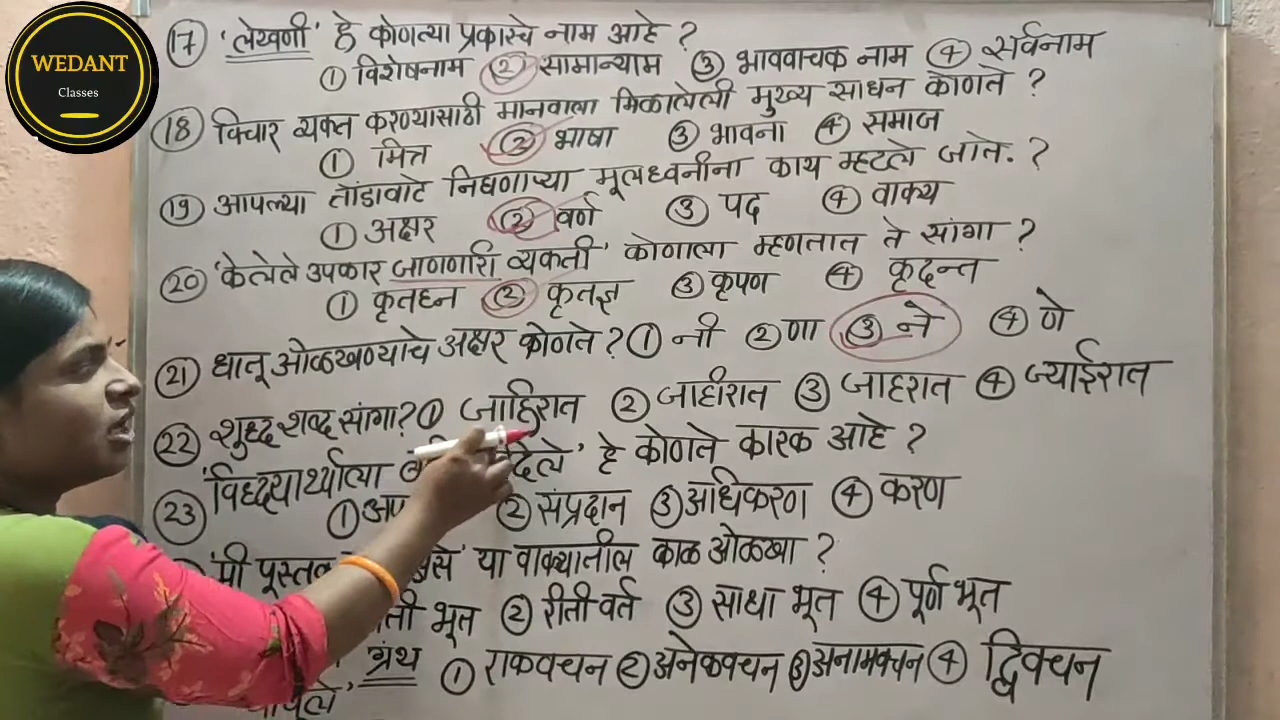 WEDANT
Classes
17 'लेखणी' हे कोणत्या प्रकारचे नाम आहे ?
1 विशेषनाम 2 सामान्याम 3 भाववाचक नाम 4 सर्वनाम
18 विचार व्यक्त करण्यासाठी मानवाला मिळालेली मुख्य साधन कोणते ?
1 मित्र 2 भाषा 3 भावना 4 समाज
19 आपल्या तोंडावाटे निघणाऱ्या मूलध्वनींना काय म्हटले जाते. ?
1 अक्षर 2 वर्ण 3 पद 4 वाक्य
20 'केलेले उपकार जाणणारी व्यक्ती' कोणाला म्हणतात ते सांगा ?
1 कृतघ्न 2 कृतज्ञ 3 कृपण 4 कृदन्त
21 धातू ओळखण्याचे अक्षर कोणते ? 1 नी 2 णा 3 ने 4 णे
22 शुद्ध शब्द सांगा? 1 जाहिरात 2 जाहीरात 3 जाहरात 4 ज्याईरात
23 'विद्यार्थ्याला दिले' हे कोणते कारक आहे ?
1 2 संप्रदान 3 अधिकरण 4 करण
'मी या वाक्यातील काळ ओळखा ?
भूत 2 रीती वर्त 3 साधा भूत 4 पूर्ण भूत
ग्रंथ 1 एकवचन 2 अनेकवचन 3 अनामवचन 4 द्विवचन